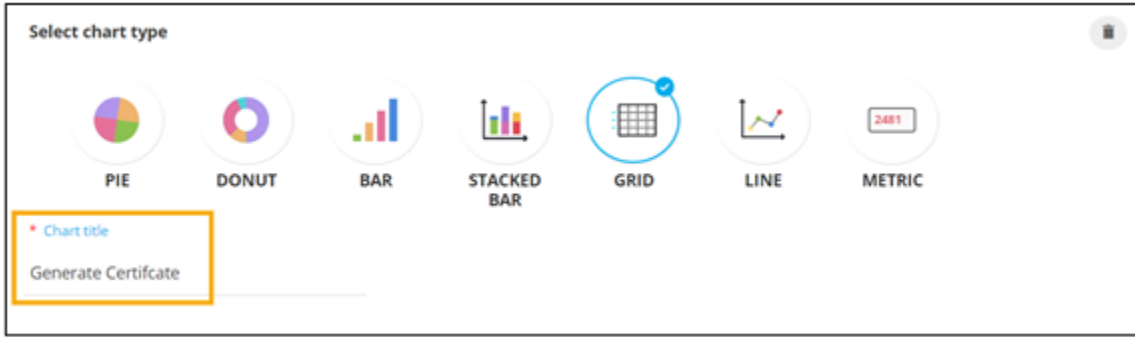 Select chart type
2481
PIE
DONUT
BAR
STACKED
BAR
GRID
LINE
METRIC
* Chart title
Generate Certifcate